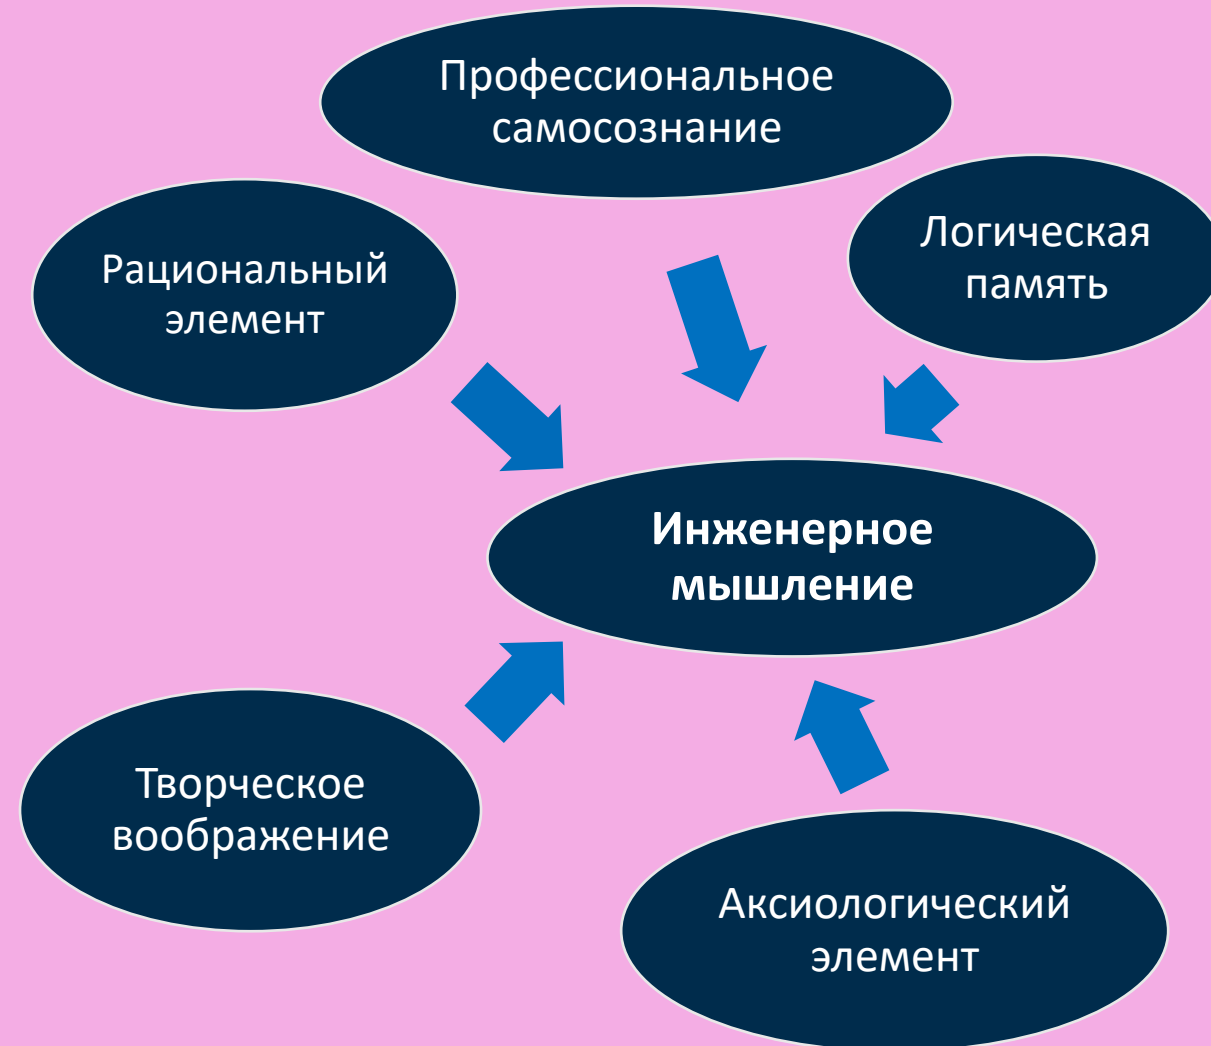 Профессиональное
самосознание
Рациональный
элемент
Логическая
память
Инженерное
мышление
Творческое
воображение
Аксиологический
элемент